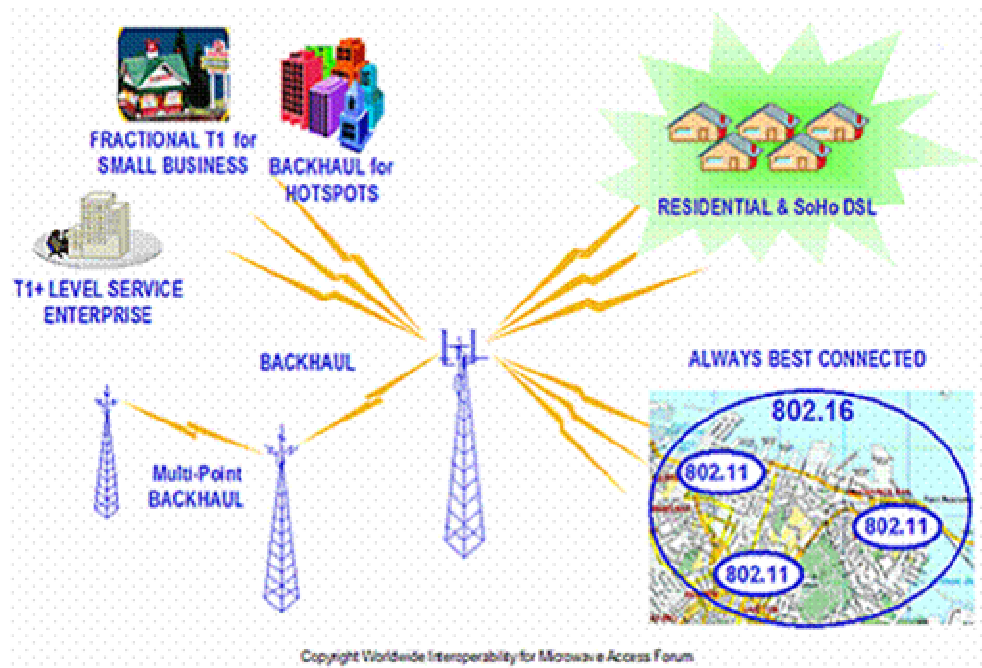 FRACTIONAL T1 for
SMALL BUSINESS
BACKHAUL for
HOTSPOTS
RESIDENTIAL & SoHo DSL
T1+ LEVEL SERVICE
ENTERPRISE
BACKHAUL
ALWAYS BEST CONNECTED
802.16
802.11
802.11
802.11
Multi-Point
BACKHAUL
Copyright Worldwide Interoperability for Microwave Access Forum